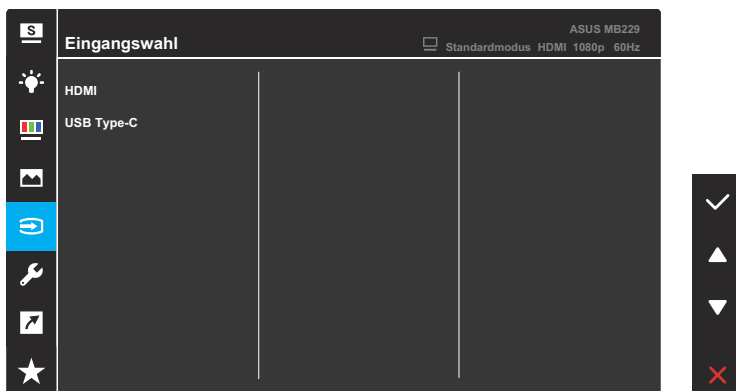 S
ASUS MB229
Eingangswahl
Standardmodus HDMI 1080p 60Hz
HDMI
USB Type-C